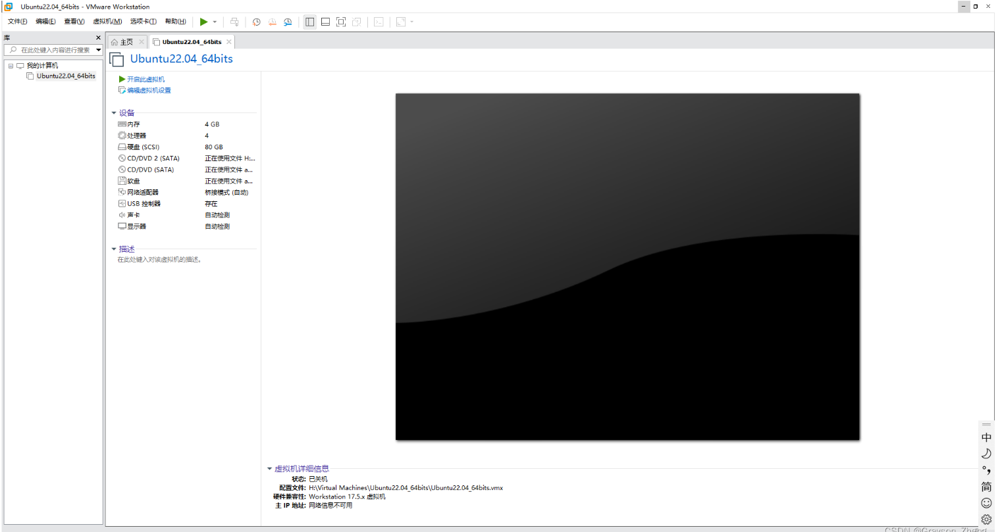 Ubuntu22.04_64bits - VMware Workstation
文件(F) 编辑(E) 查看(V) 虚拟机(M) 选项卡(T) 帮助(H)
库
在此处键入内容进行搜索
我的计算机
Ubuntu22.04_64bits
主页 Ubuntu22.04_64bits
Ubuntu22.04_64bits
开启此虚拟机
编辑虚拟机设置
设备
内存 4 GB
处理器 4
硬盘 (SCSI) 80 GB
CD/DVD 2 (SATA) 正在使用文件 H:...
CD/DVD (SATA) 正在使用文件 a...
软盘 正在使用文件 a...
网络适配器 桥接模式 (自动)
USB 控制器 存在
声卡 自动检测
显示器 自动检测
描述
在此处键入对该虚拟机的描述。
虚拟机详细信息
状态: 已关机
配置文件: H:\Virtual Machines\Ubuntu22.04_64bits\Ubuntu22.04_64bits.vmx
硬件兼容性: Workstation 17.5.x 虚拟机
主 IP 地址: 网络信息不可用
中
简
CSDN @Grayson_Zheng